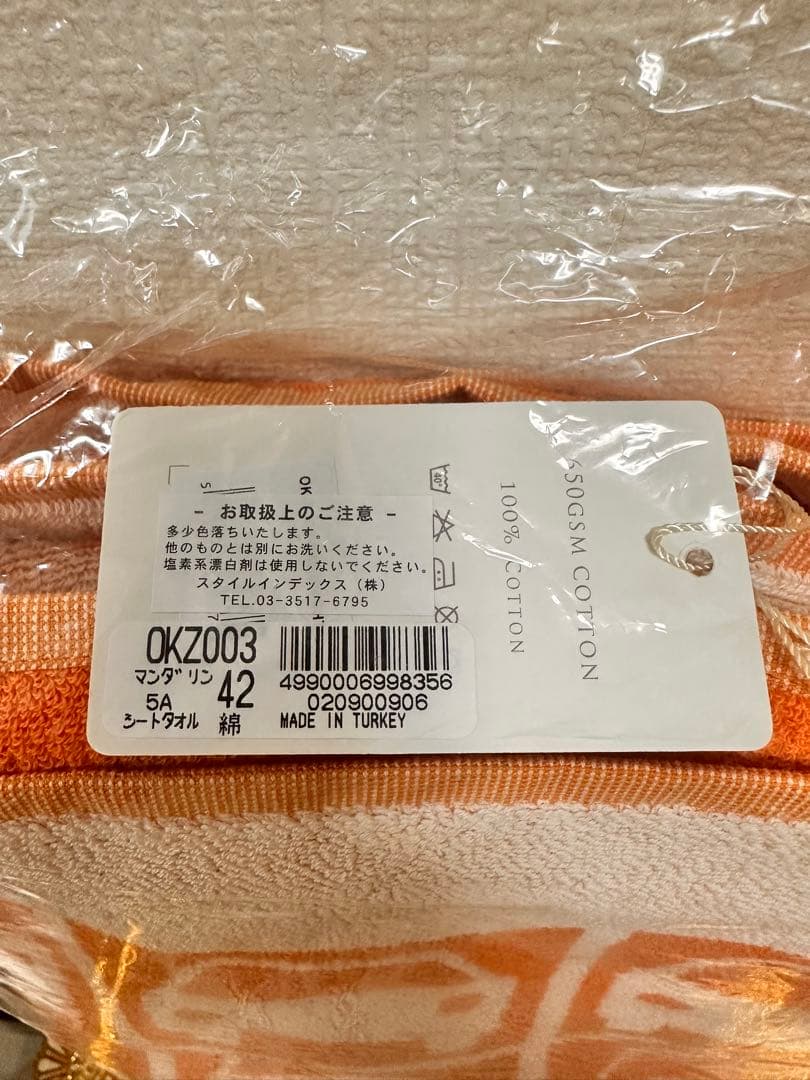 650GSM COTTON
100% COTTON
40°
OK
- お取扱上のご注意 -
多少色落ちいたします。
他のものとは別にお洗いください。
塩素系漂白剤は使用しないでください。
スタイルインデックス（株）
TEL.03-3517-6795
OKZ003
マンダリン 42
5A
シートタオル 綿
4990006998356
020900906
MADE IN TURKEY